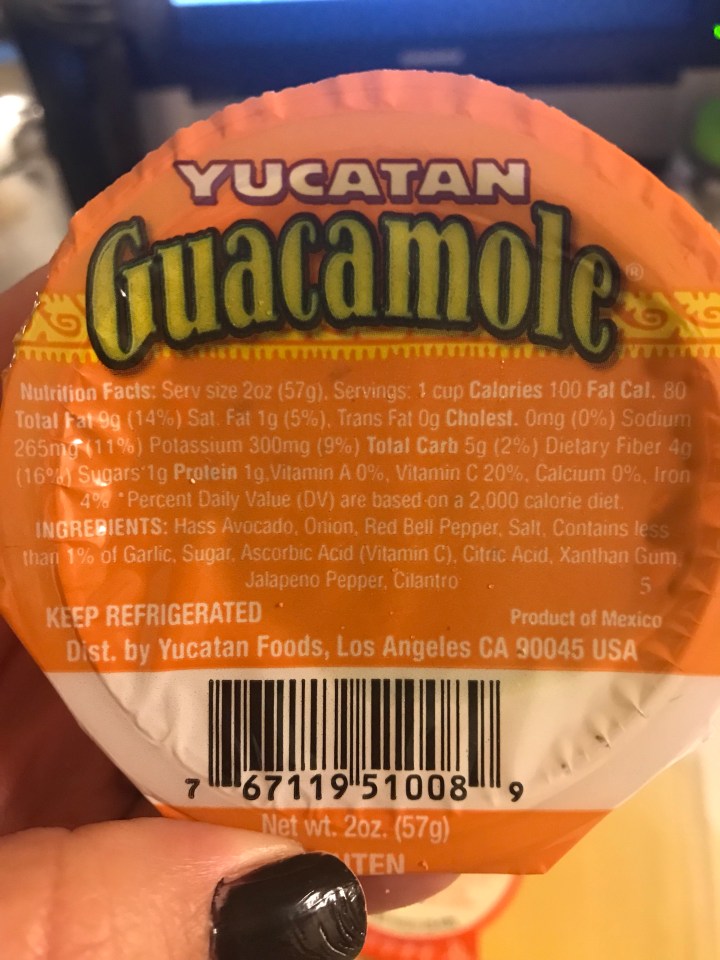 YUCATAN
Guacamole®
Nutrition Facts: Serv size 2oz (57g), Servings: 1 cup Calories 100 Fat Cal. 80
Total Fat 9g (14%) Sat. Fat 1g (5%), Trans Fat 0g Cholest. 0mg (0%) Sodium
265mg (11%) Potassium 300mg (9%) Total Carb 5g (2%) Dietary Fiber 4g
(16%) Sugars 1g Protein 1g, Vitamin A 0%, Vitamin C 20%, Calcium 0%, Iron
4% *Percent Daily Value (DV) are based on a 2,000 calorie diet.
INGREDIENTS: Hass Avocado, Onion, Red Bell Pepper, Salt, Contains less
than 1% of Garlic, Sugar, Ascorbic Acid (Vitamin C), Citric Acid, Xanthan Gum,
Jalapeno Pepper, Cilantro
5
KEEP REFRIGERATED Product of Mexico
Dist. by Yucatan Foods, Los Angeles CA 90045 USA
7 67119 51008 9
Net wt. 2oz. (57g)
UTEN